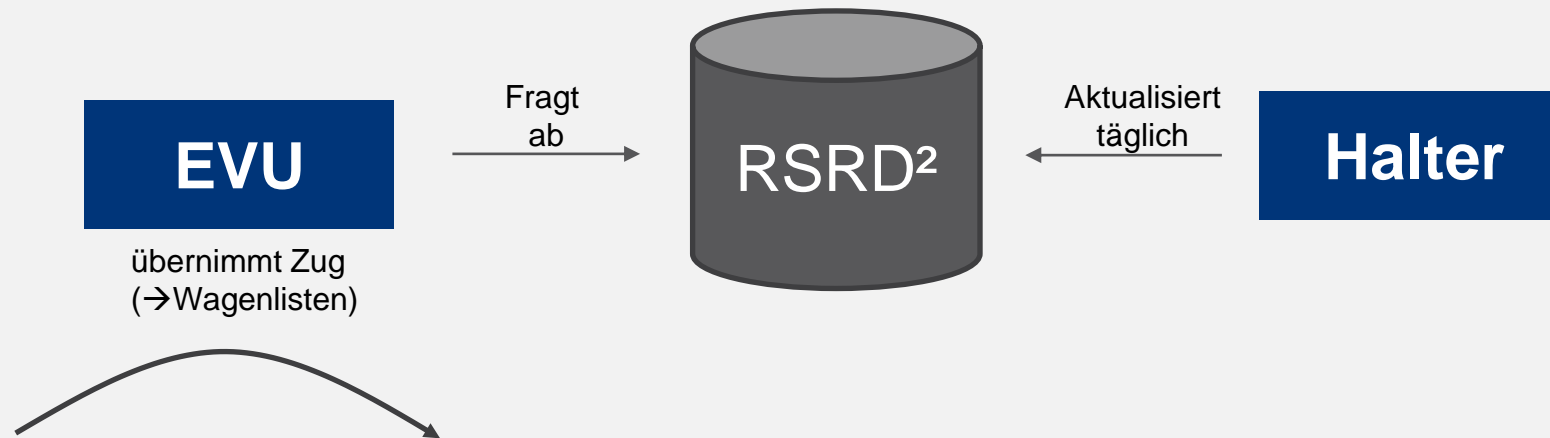 EVU
übernimmt Zug
(→Wagenlisten)
Fragt
ab
RSRD²
Aktualisiert
täglich
Halter